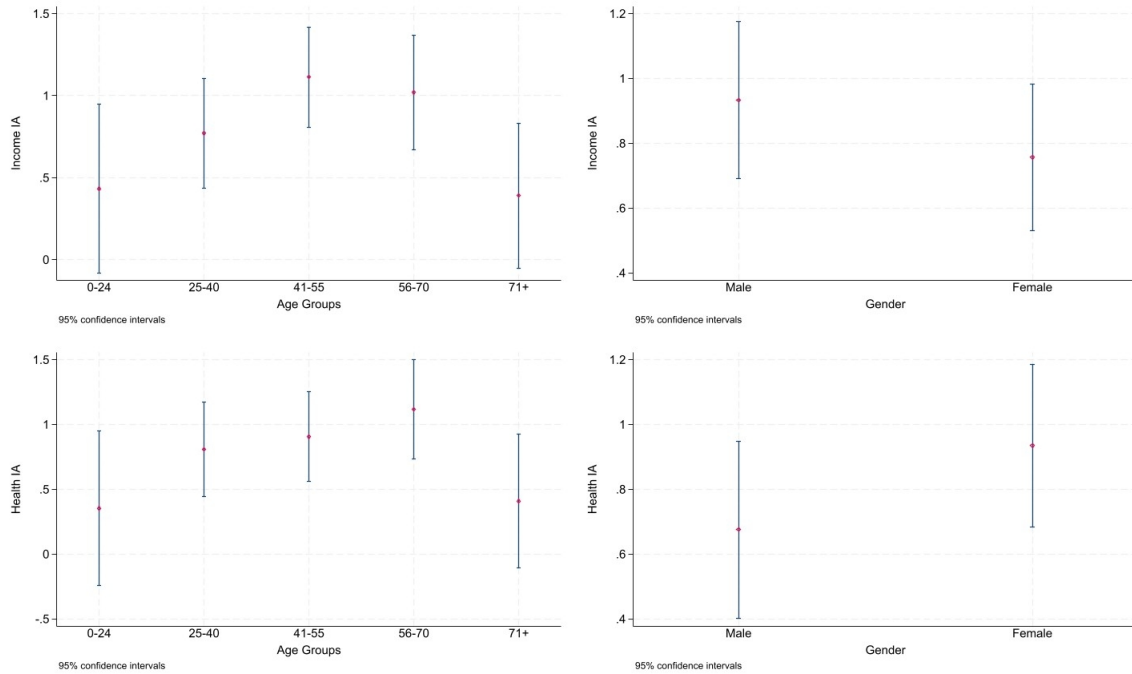 Income IA
1.5
1
.5
0
0-24 25-40 41-55 56-70 71+
Age Groups
95% confidence intervals
Income IA
1.2
1
.8
.6
.4
Male Female
Gender
95% confidence intervals
Health IA
1.5
1
.5
0
-.5
0-24 25-40 41-55 56-70 71+
Age Groups
95% confidence intervals
Health IA
1.2
1
.8
.6
.4
Male Female
Gender
95% confidence intervals